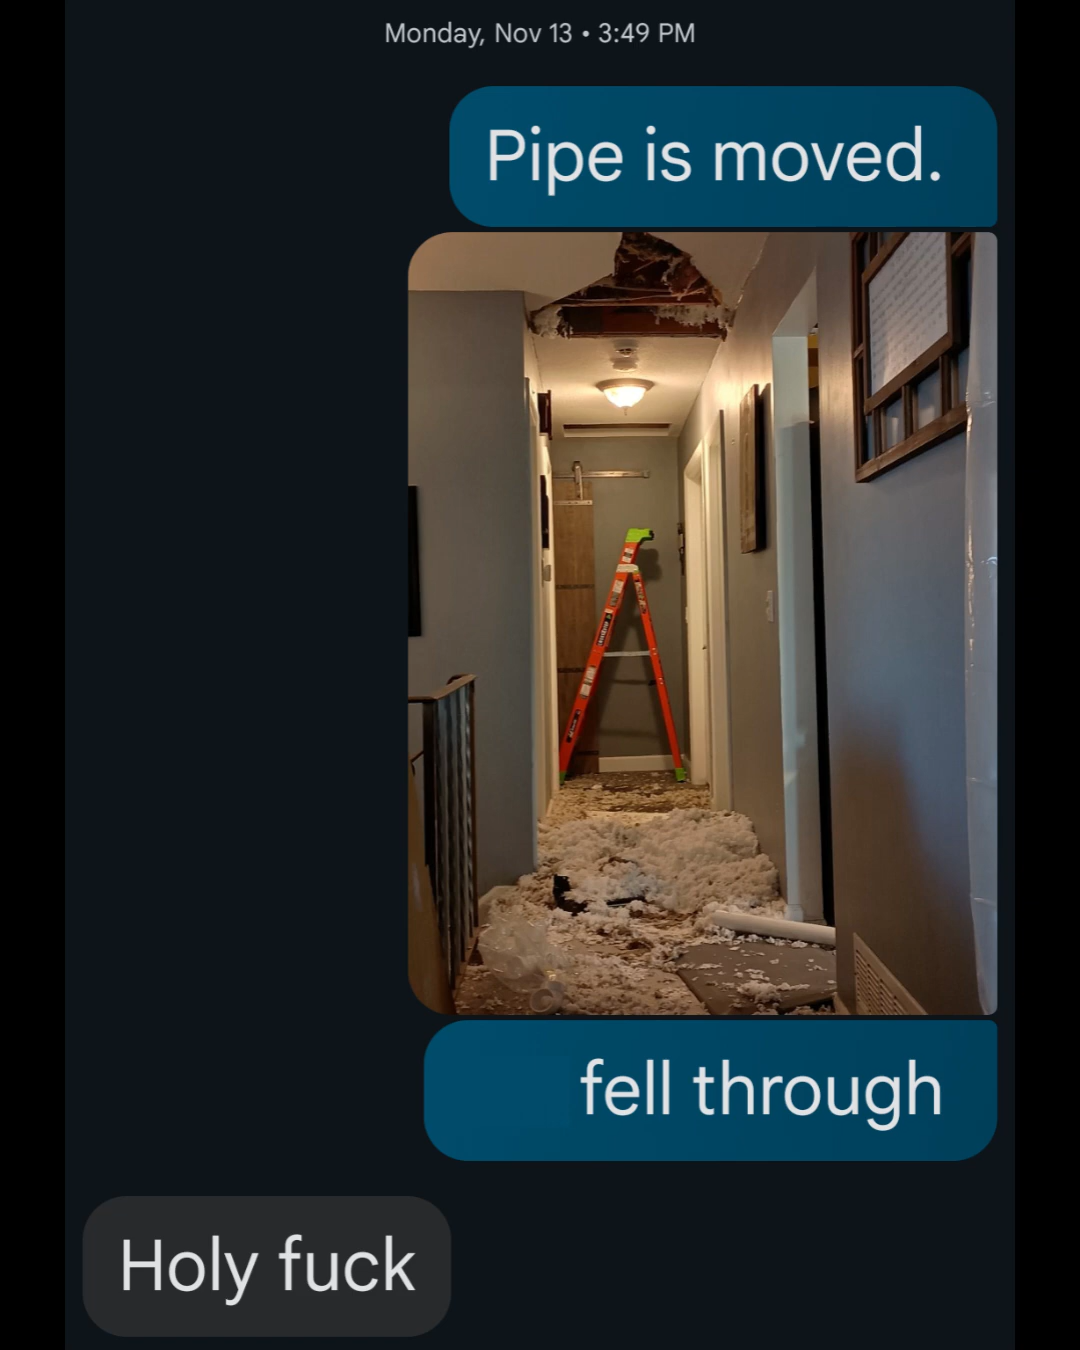 Monday, Nov 13 • 3:49 PM
Pipe is moved.
fell through
Holy fuck